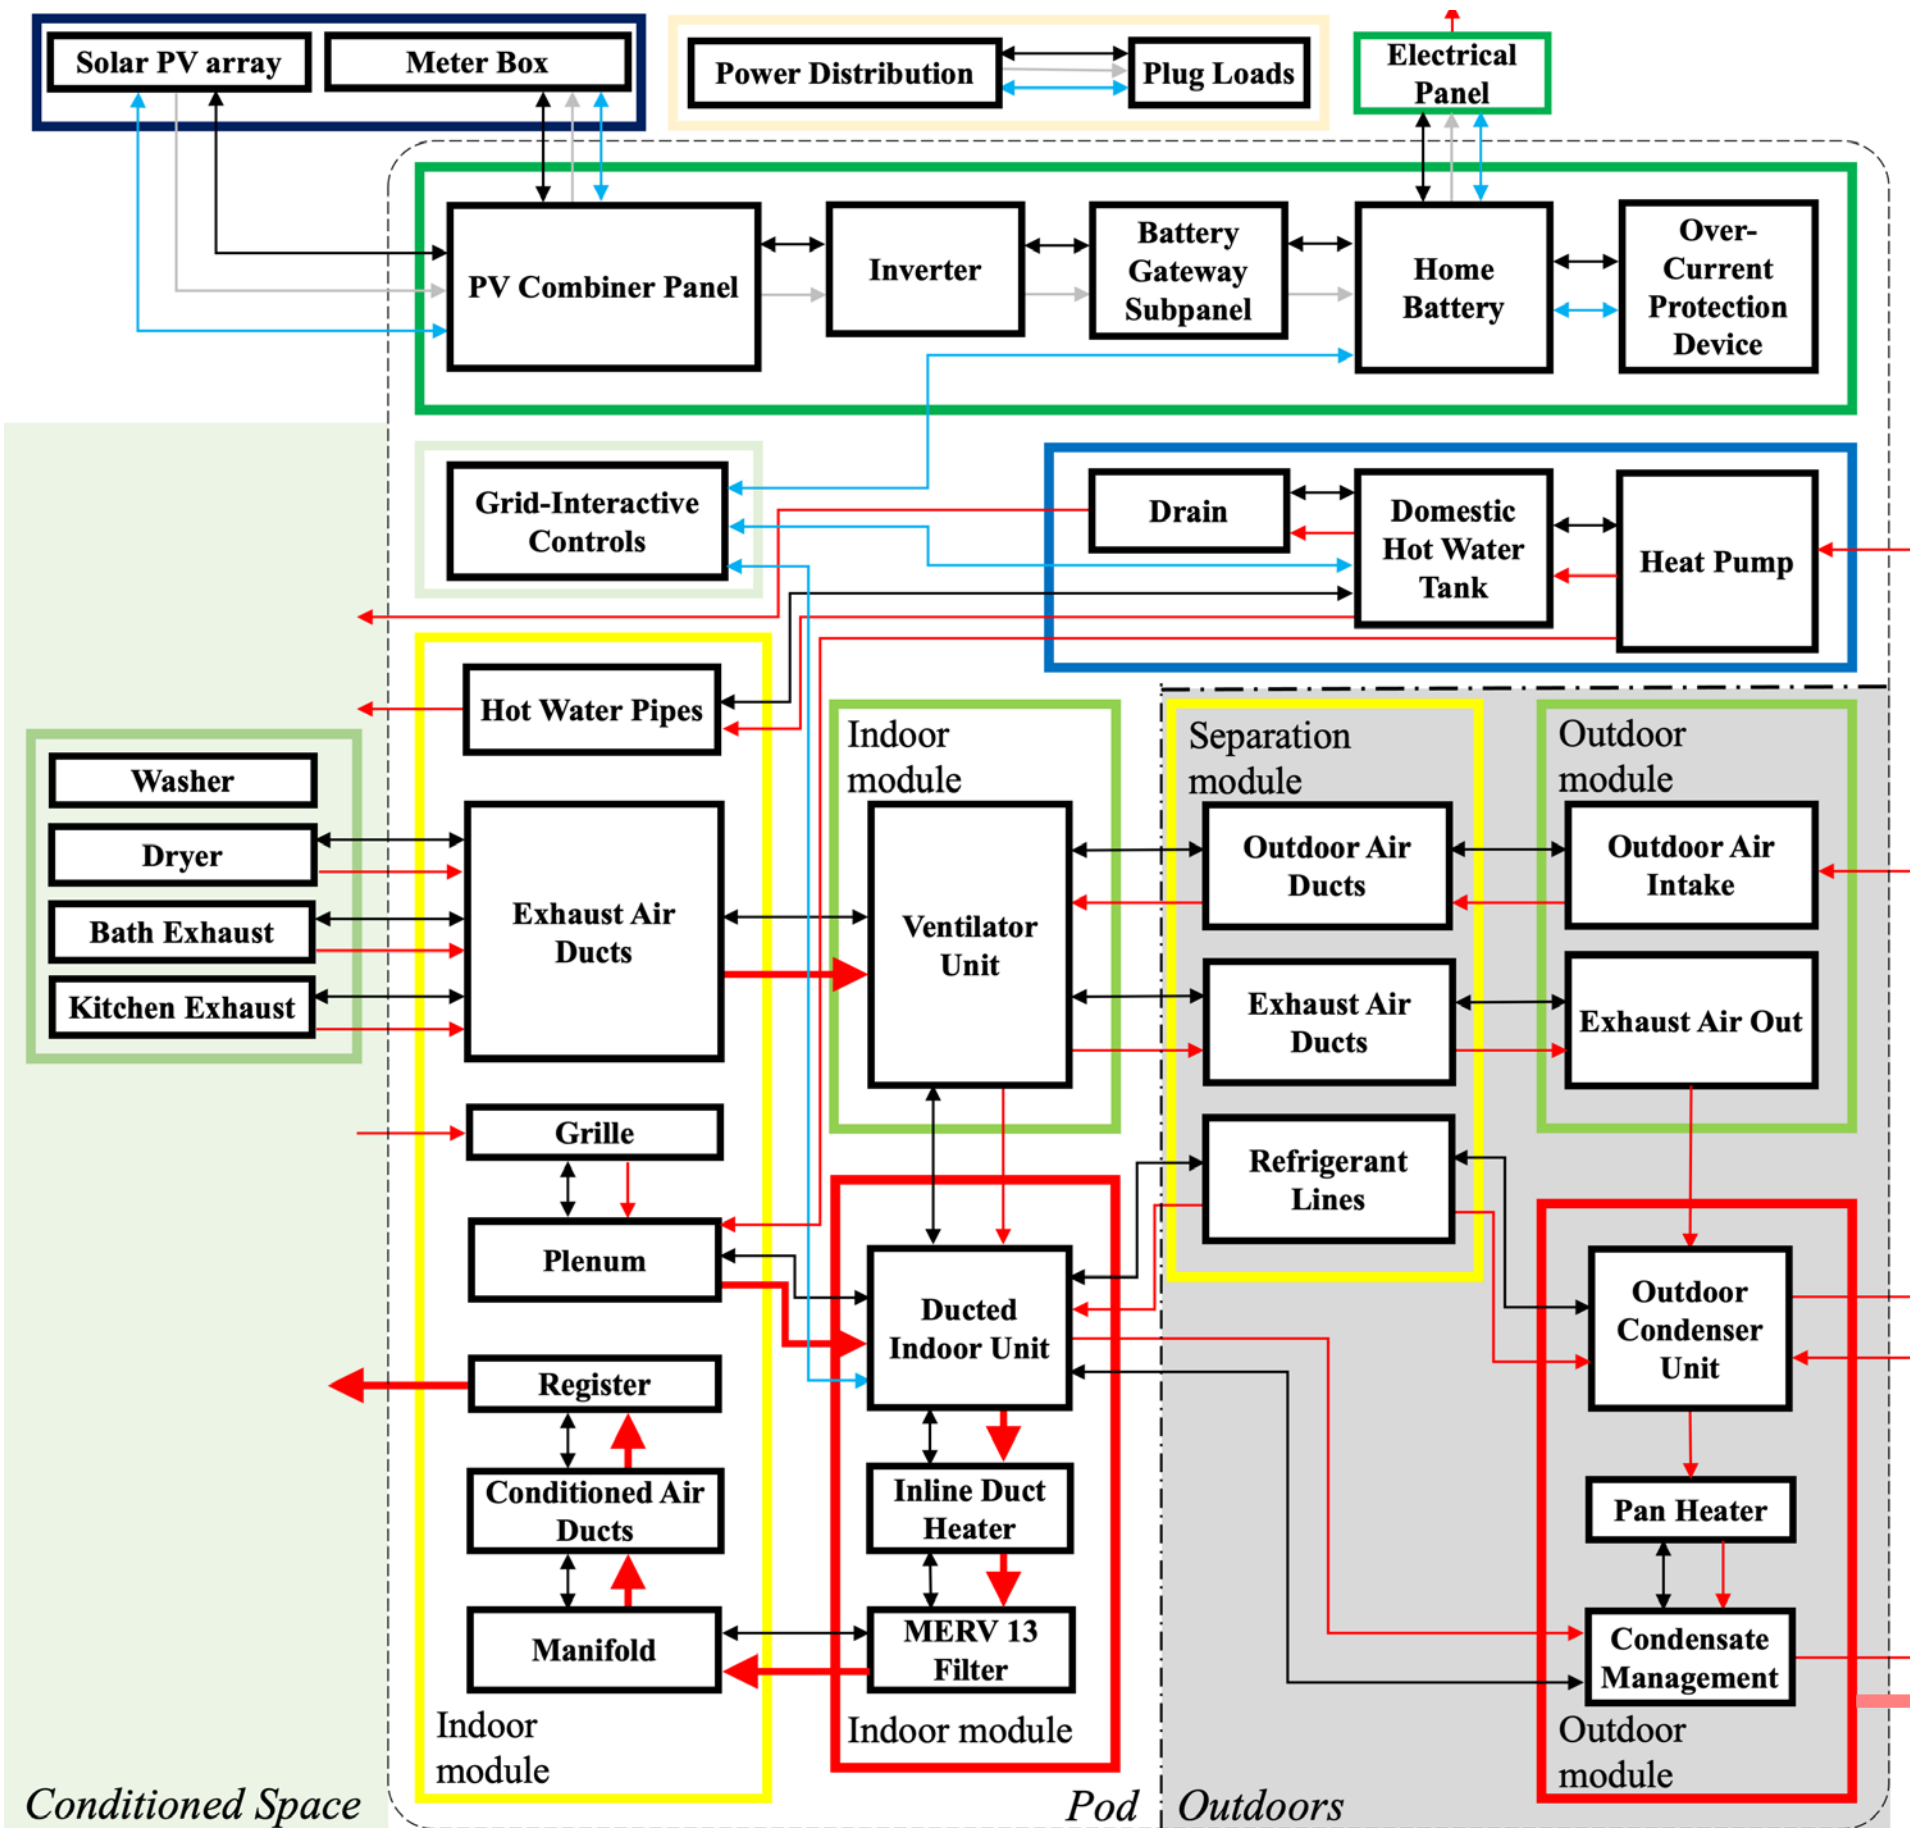 Solar PV array
Meter Box
Power Distribution
Plug Loads
Electrical
Panel
PV Combiner Panel
Inverter
Battery
Gateway
Subpanel
Home
Battery
Over-
Current
Protection
Device
Grid-Interactive
Controls
Drain
Domestic
Hot Water
Tank
Heat Pump
Hot Water Pipes
Indoor
module
Separation
module
Outdoor
module
Washer
Dryer
Bath Exhaust
Kitchen Exhaust
Exhaust Air
Ducts
Ventilator
Unit
Outdoor Air
Ducts
Outdoor Air
Intake
Exhaust Air
Ducts
Exhaust Air Out
Grille
Refrigerant
Lines
Plenum
Ducted
Indoor Unit
Outdoor
Condenser
Unit
Register
Conditioned Air
Ducts
Inline Duct
Heater
Pan Heater
Manifold
MERV 13
Filter
Condensate
Management
Indoor
module
Indoor module
Outdoor
module
Conditioned Space
Pod
Outdoors